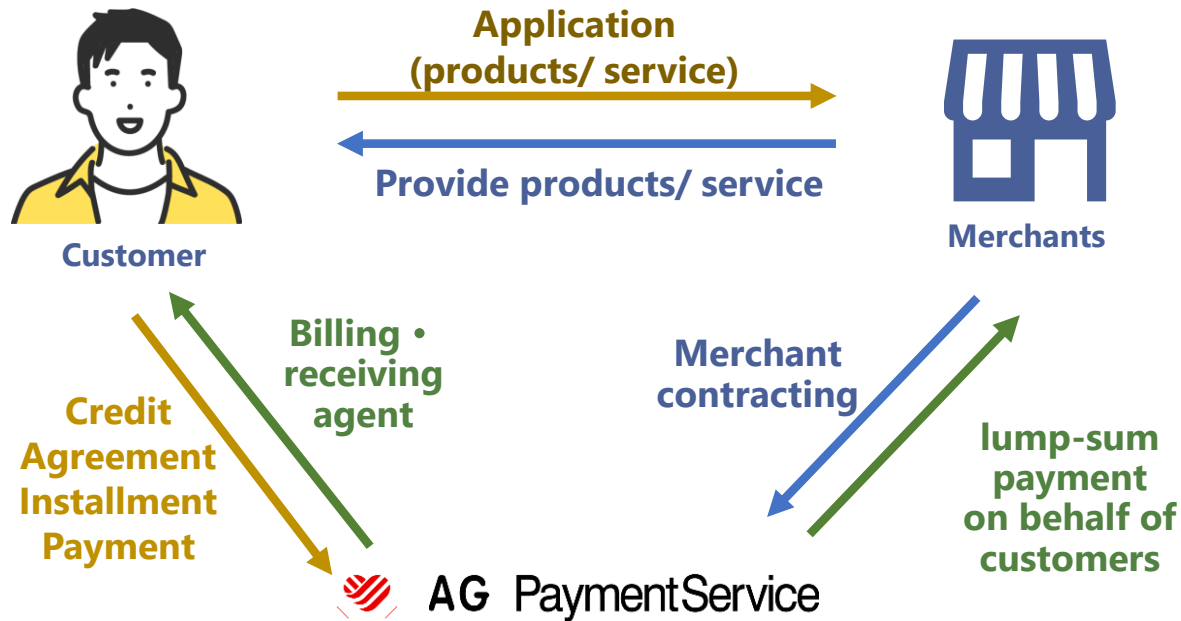 Application
(products/ service)
Provide products/ service
Customer
Merchants
Billing・
receiving
agent
Merchant
contracting
Credit
Agreement
Installment
Payment
lump-sum
payment
on behalf of
customers
AG PaymentService